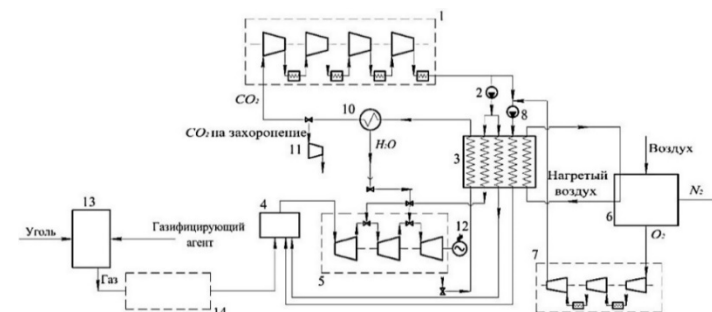 1
CO₂
10
2
8
CO₂ на захоронение
11
H₂O
3
Воздух
Нагретый
воздух
6
N₂
13
4
Уголь
Газифицирующий
агент
12
O₂
7
5
Газ
14